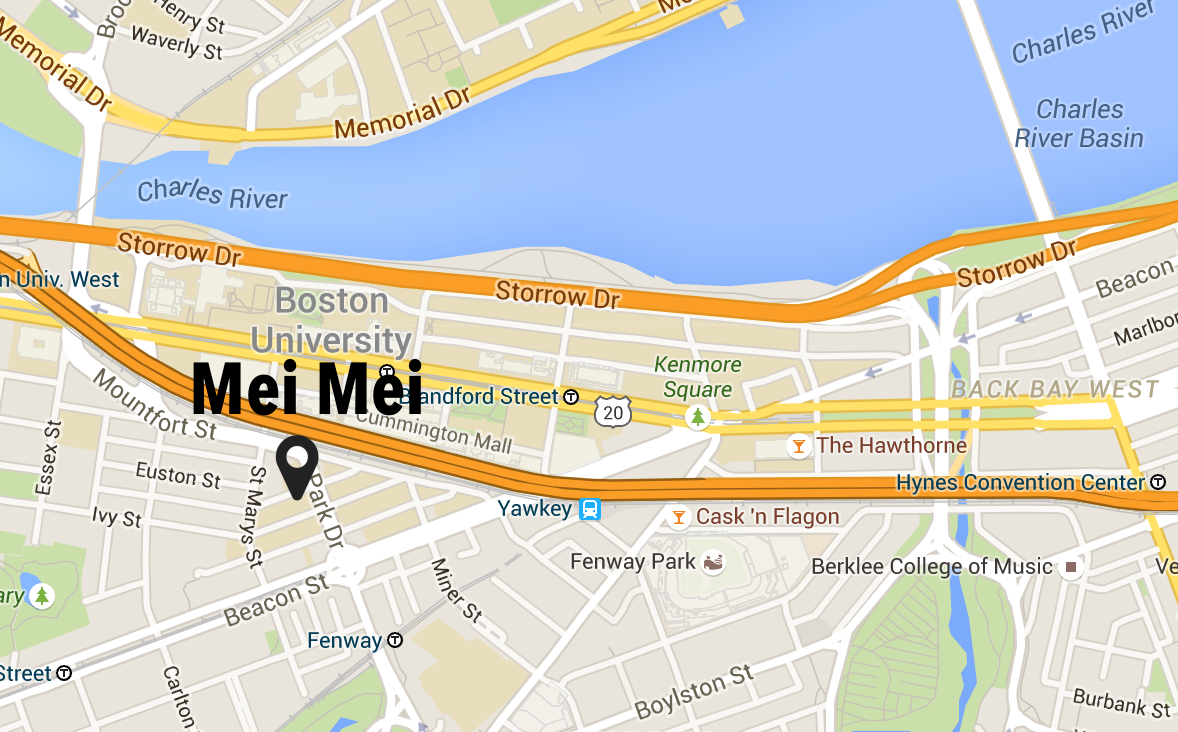 Henry St
Waverly St
Memorial Dr
Memorial Dr
Charles River
Charles River
Charles
River Basin
Storrow Dr
Storrow Dr
Storrow Dr
Univ. West
Boston
University
Mei Mei
Blandford Street
20
Kenmore
Square
Beacon
BACK BAY WEST
Mountfort St
Cummington Mall
The Hawthorne
Hynes Convention Center
Essex St
Euston St
St Marys St
Park Dr
Ivy St
Yawkey
Cask 'n Flagon
Fenway Park
Berklee College of Music
Beacon St
Miner St
Fenway
Street
Carlton
Boylston St
Burbank St